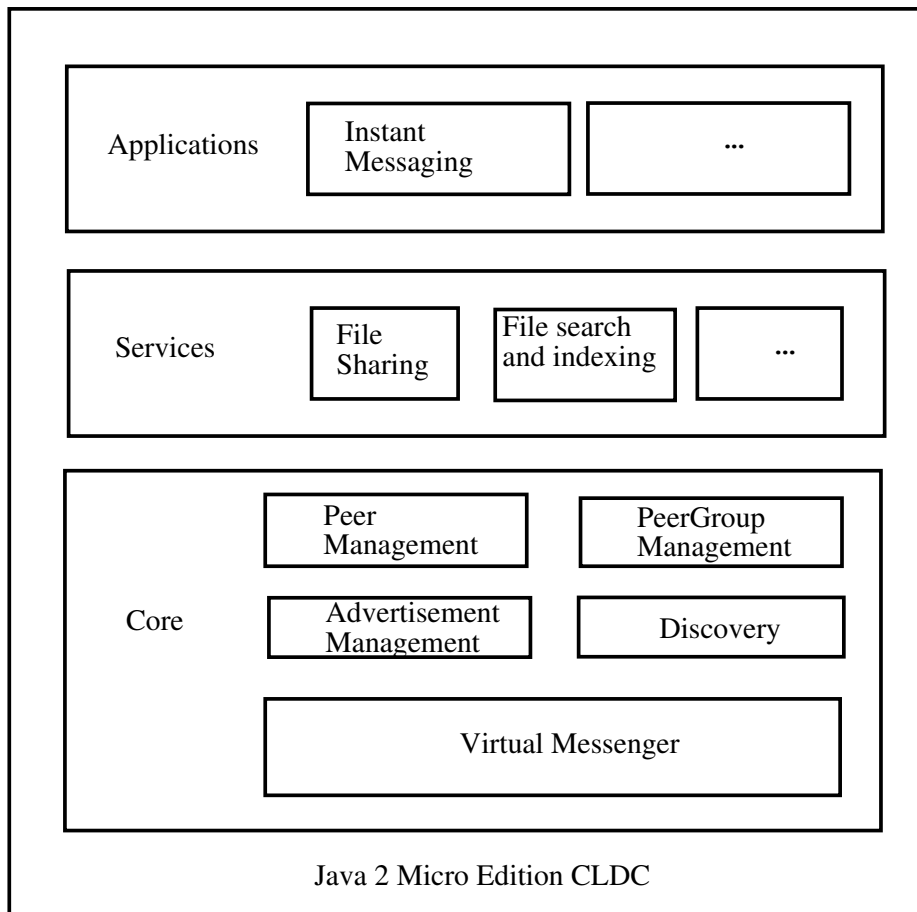 Applications
Instant
Messaging
...
Services
File
Sharing
File search
and indexing
...
Core
Peer
Management
PeerGroup
Management
Advertisement
Management
Discovery
Virtual Messenger
Java 2 Micro Edition CLDC